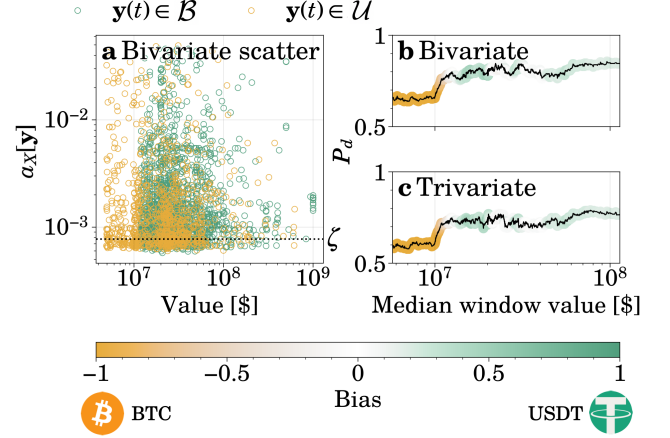 y(t) ∈ ℬ y(t) ∈ 𝒰
a Bivariate scatter
α_X[y]
10⁻²
10⁻³
ζ
10⁷ 10⁸ 10⁹
Value [$]
b Bivariate
1
0.5
P_d
c Trivariate
1
0.5
10⁷ 10⁸
Median window value [$]
−1 −0.5 0 0.5 1
Bias
₿ BTC
USDT